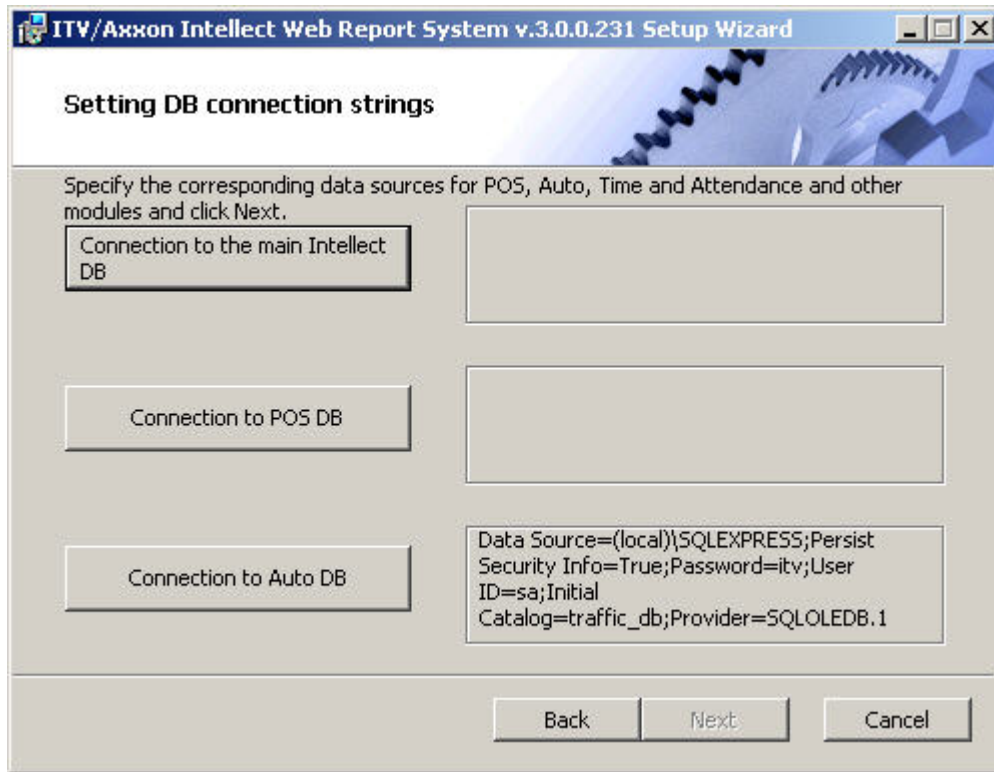 ITV/Axxon Intellect Web Report System v.3.0.0.231 Setup Wizard
Setting DB connection strings
Specify the corresponding data sources for POS, Auto, Time and Attendance and other
modules and click Next.
Connection to the main Intellect
DB
Connection to POS DB
Connection to Auto DB
Data Source=(local)\SQLEXPRESS;Persist
Security Info=True;Password=itv;User
ID=sa;Initial
Catalog=traffic_db;Provider=SQLOLEDB.1
Back
Next
Cancel